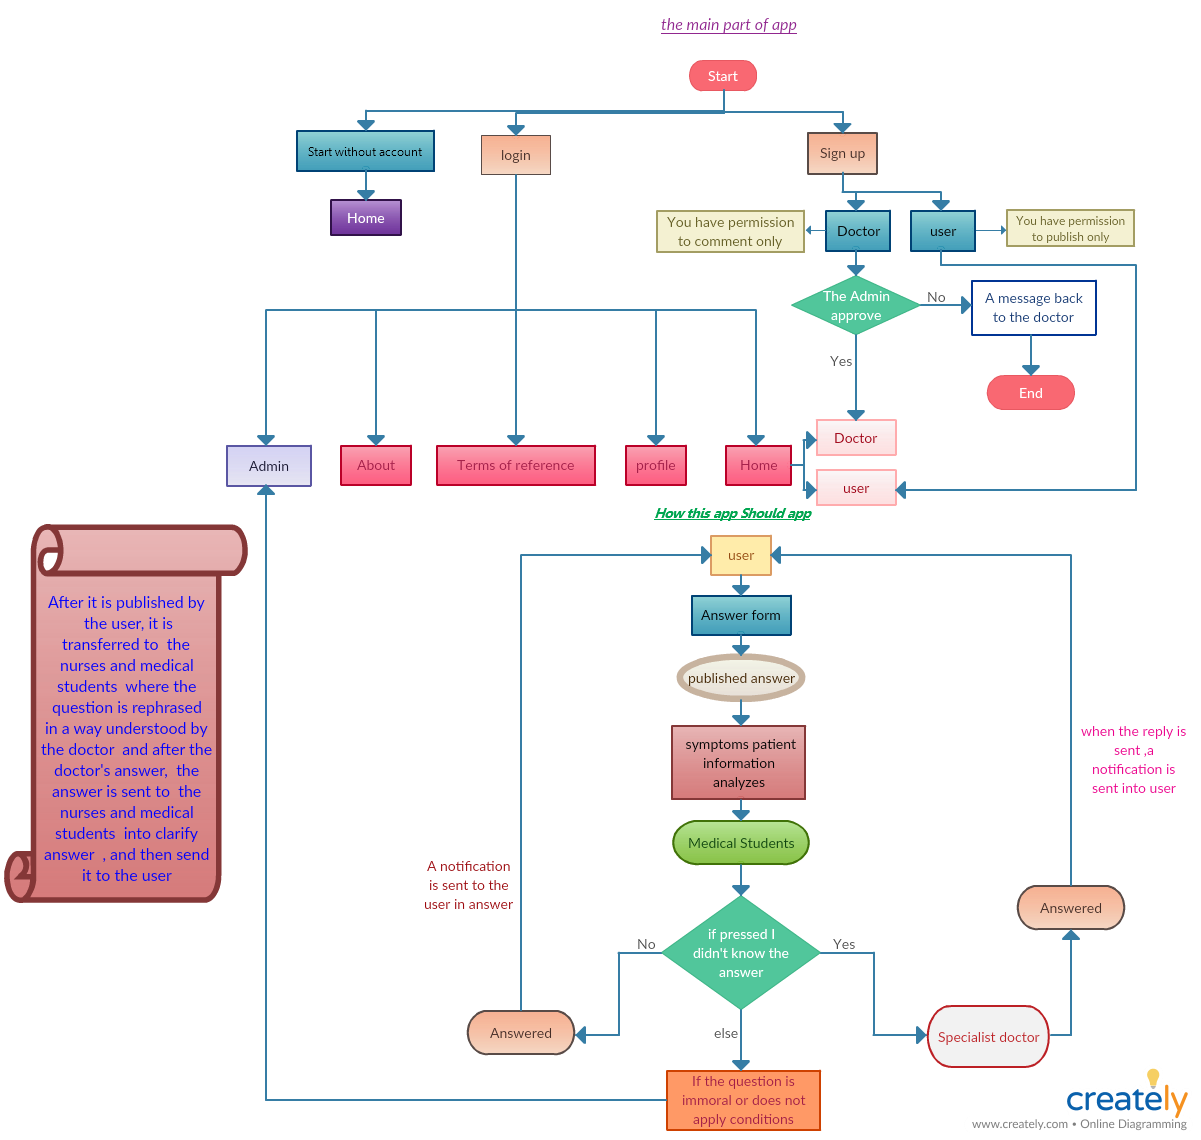 the main part of app
Start
Start without account
login
Sign up
Home
You have permission
to comment only
Doctor
user
You have permission
to publish only
The Admin
approve
No
A message back
to the doctor
Yes
End
Doctor
Admin
About
Terms of reference
profile
Home
user
How this app Should app
user
Answer form
published answer
symptoms patient
information
analyzes
Medical Students
After it is published by
the user, it is
transferred to  the
nurses and medical
students  where the
question is rephrased
in a way understood by
the doctor  and after the
doctor's answer,  the
answer is sent to  the
nurses and medical
students  into clarify
answer  , and then send
it to the user
when the reply is
sent ,a
notification is
sent into user
A notification
is sent to the
user in answer
Answered
if pressed I
didn't know the
answer
No
Yes
Answered
else
Specialist doctor
If the question is
immoral or does not
apply conditions
creately
www.creately.com • Online Diagramming